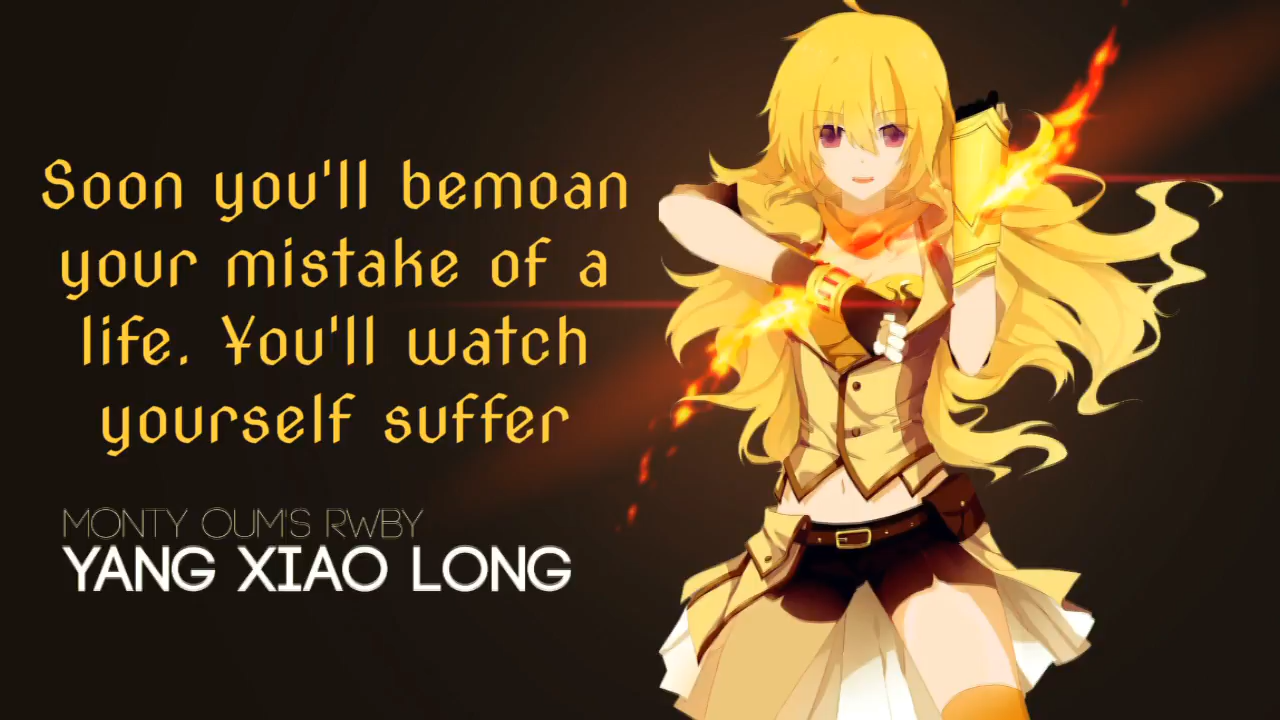 Soon you'll bemoan
your mistake of a
life. You'll watch
yourself suffer
MONTY OUM'S RWBY
YANG XIAO LONG